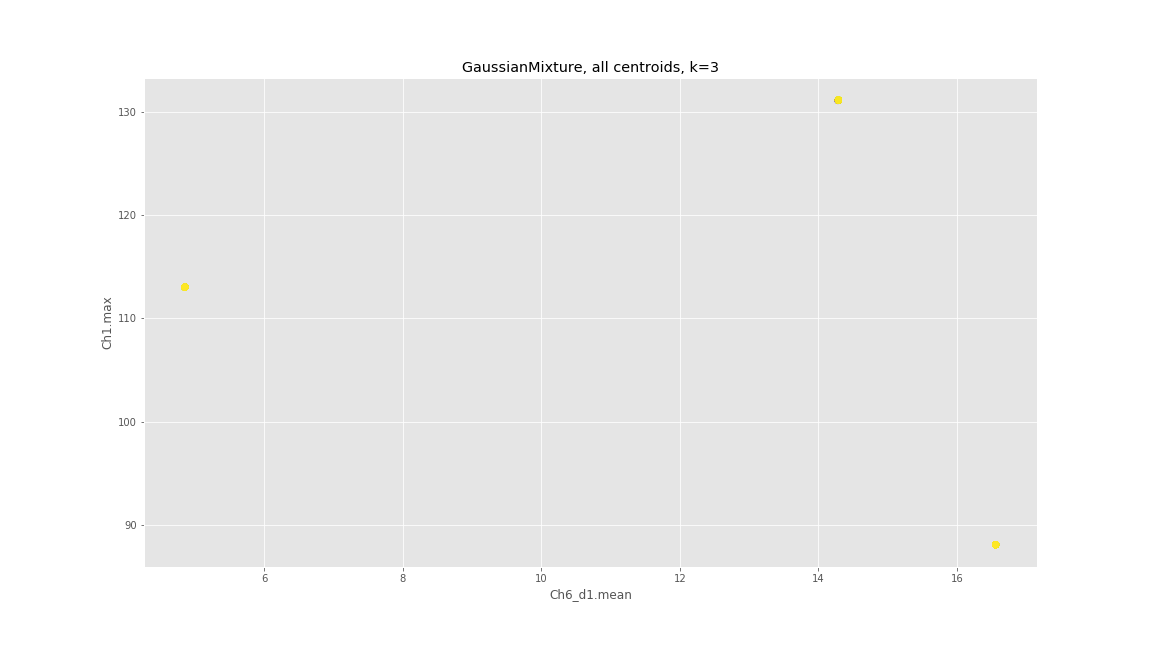 GaussianMixture, all centroids, k=3
130
120
110
100
90
Ch1.max
6 8 10 12 14 16
Ch6_d1.mean